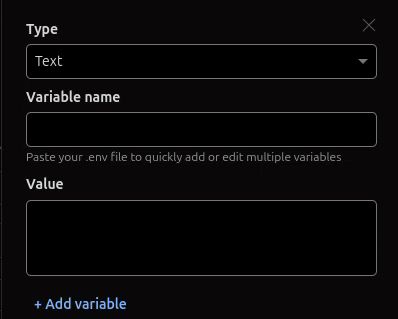 Type
Text
Variable name
Paste your .env file to quickly add or edit multiple variables
Value
+ Add variable